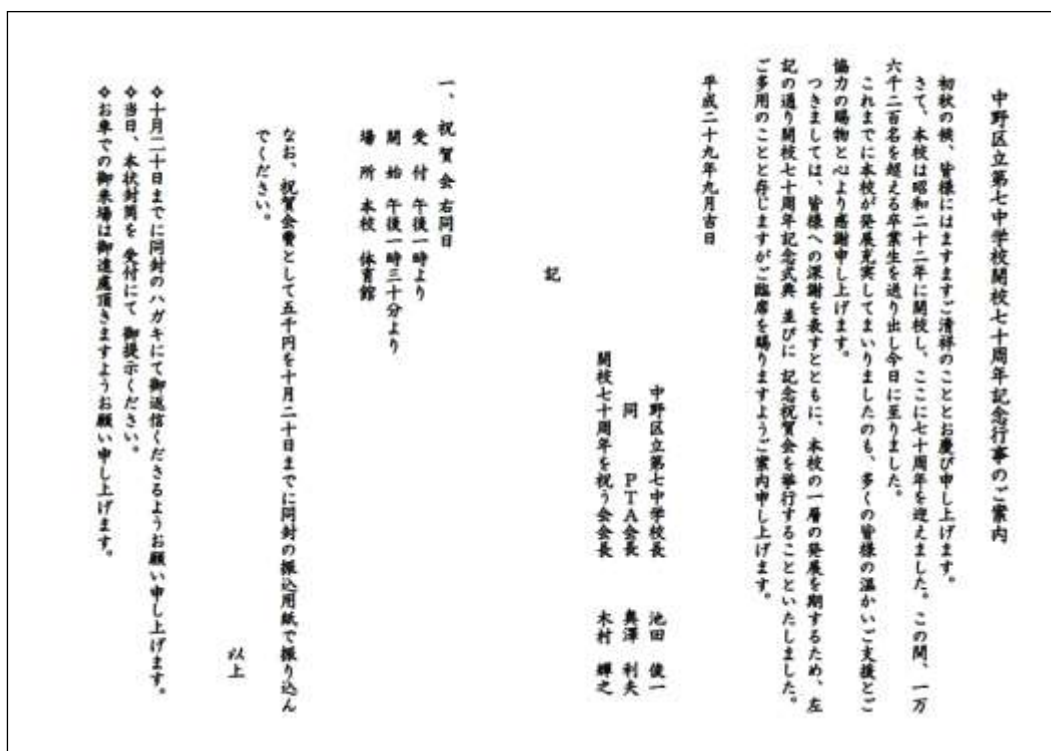 中野区立第七中学校開校七十周年記念行事のご案内
初秋の候、皆様にはますますご清祥のこととお慶び申し上げます。
さて、本校は昭和二十二年に開校し、ここに七十周年を迎えました。この間、一万
六千二百名を超える卒業生を送り出し今日に至りました。
これまでに本校が発展充実してまいりましたのも、多くの皆様の温かいご支援とご
協力の賜物と心より感謝申し上げます。
つきましては、皆様への深謝を表すとともに、本校の一層の発展を期するため、左
記の通り開校七十周年記念式典 並びに 記念祝賀会を挙行することといたしました。
ご多用のことと存じますがご臨席を賜りますようご案内申し上げます。
平成二十九年九月吉日
中野区立第七中学校長 池田 俊一
同 PTA会長 奥澤 利夫
開校七十周年を祝う会会長 木村 輝之
記
一、祝賀会 右同日
受 付 午後一時より
開 始 午後一時三十分より
場 所 本校 体育館
なお、祝賀会費として五千円を十月二十日までに同封の振込用紙で振り込ん
でください。
以上
❖十月二十日までに同封のハガキにて御返信くださるようお願い申し上げます。
❖当日、本状封筒を 受付にて 御提示ください。
❖お車での御来場は御遠慮頂きますようお願い申し上げます。